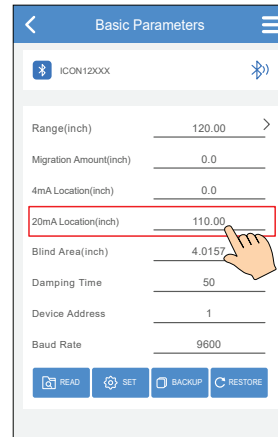 Basic Parameters
ICON12XXX
Range(inch) 120.00
Migration Amount(inch) 0.0
4mA Location(inch) 0.0
20mA Location(inch) 110.00
Blind Area(inch) 4.0157
Damping Time 50
Device Address 1
Baud Rate 9600
READ SET BACKUP RESTORE